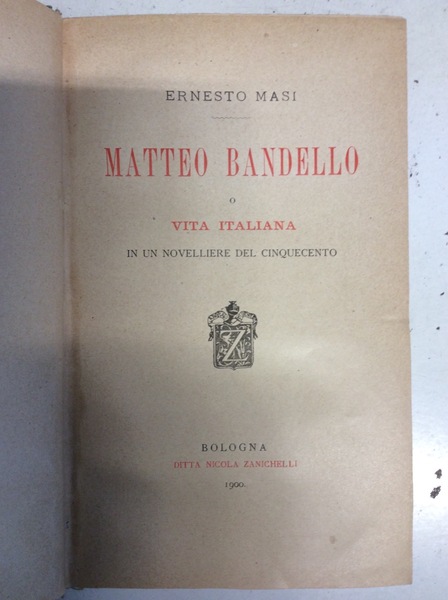 ERNESTO MASI
MATTEO BANDELLO
O
VITA ITALIANA
IN UN NOVELLIERE DEL CINQUECENTO
Z
BOLOGNA
DITTA NICOLA ZANICHELLI
1900